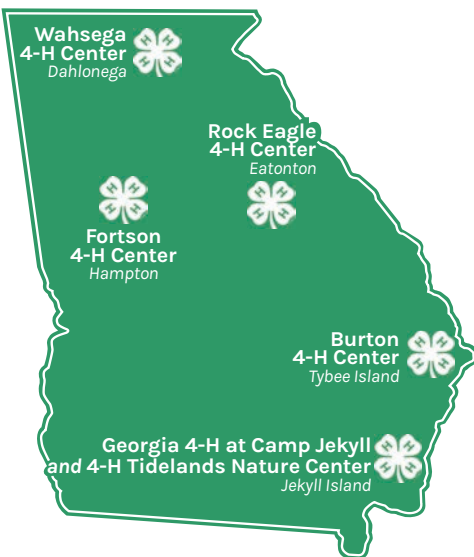 Wahsega
4-H Center
Dahlonega
H H
H H
Rock Eagle
4-H Center
Eatonton
H H
H H
H H
H H
Fortson
4-H Center
Hampton
Burton
4-H Center
Tybee Island
H H
H H
Georgia 4-H at Camp Jekyll
and 4-H Tidelands Nature Center
Jekyll Island
H H
H H